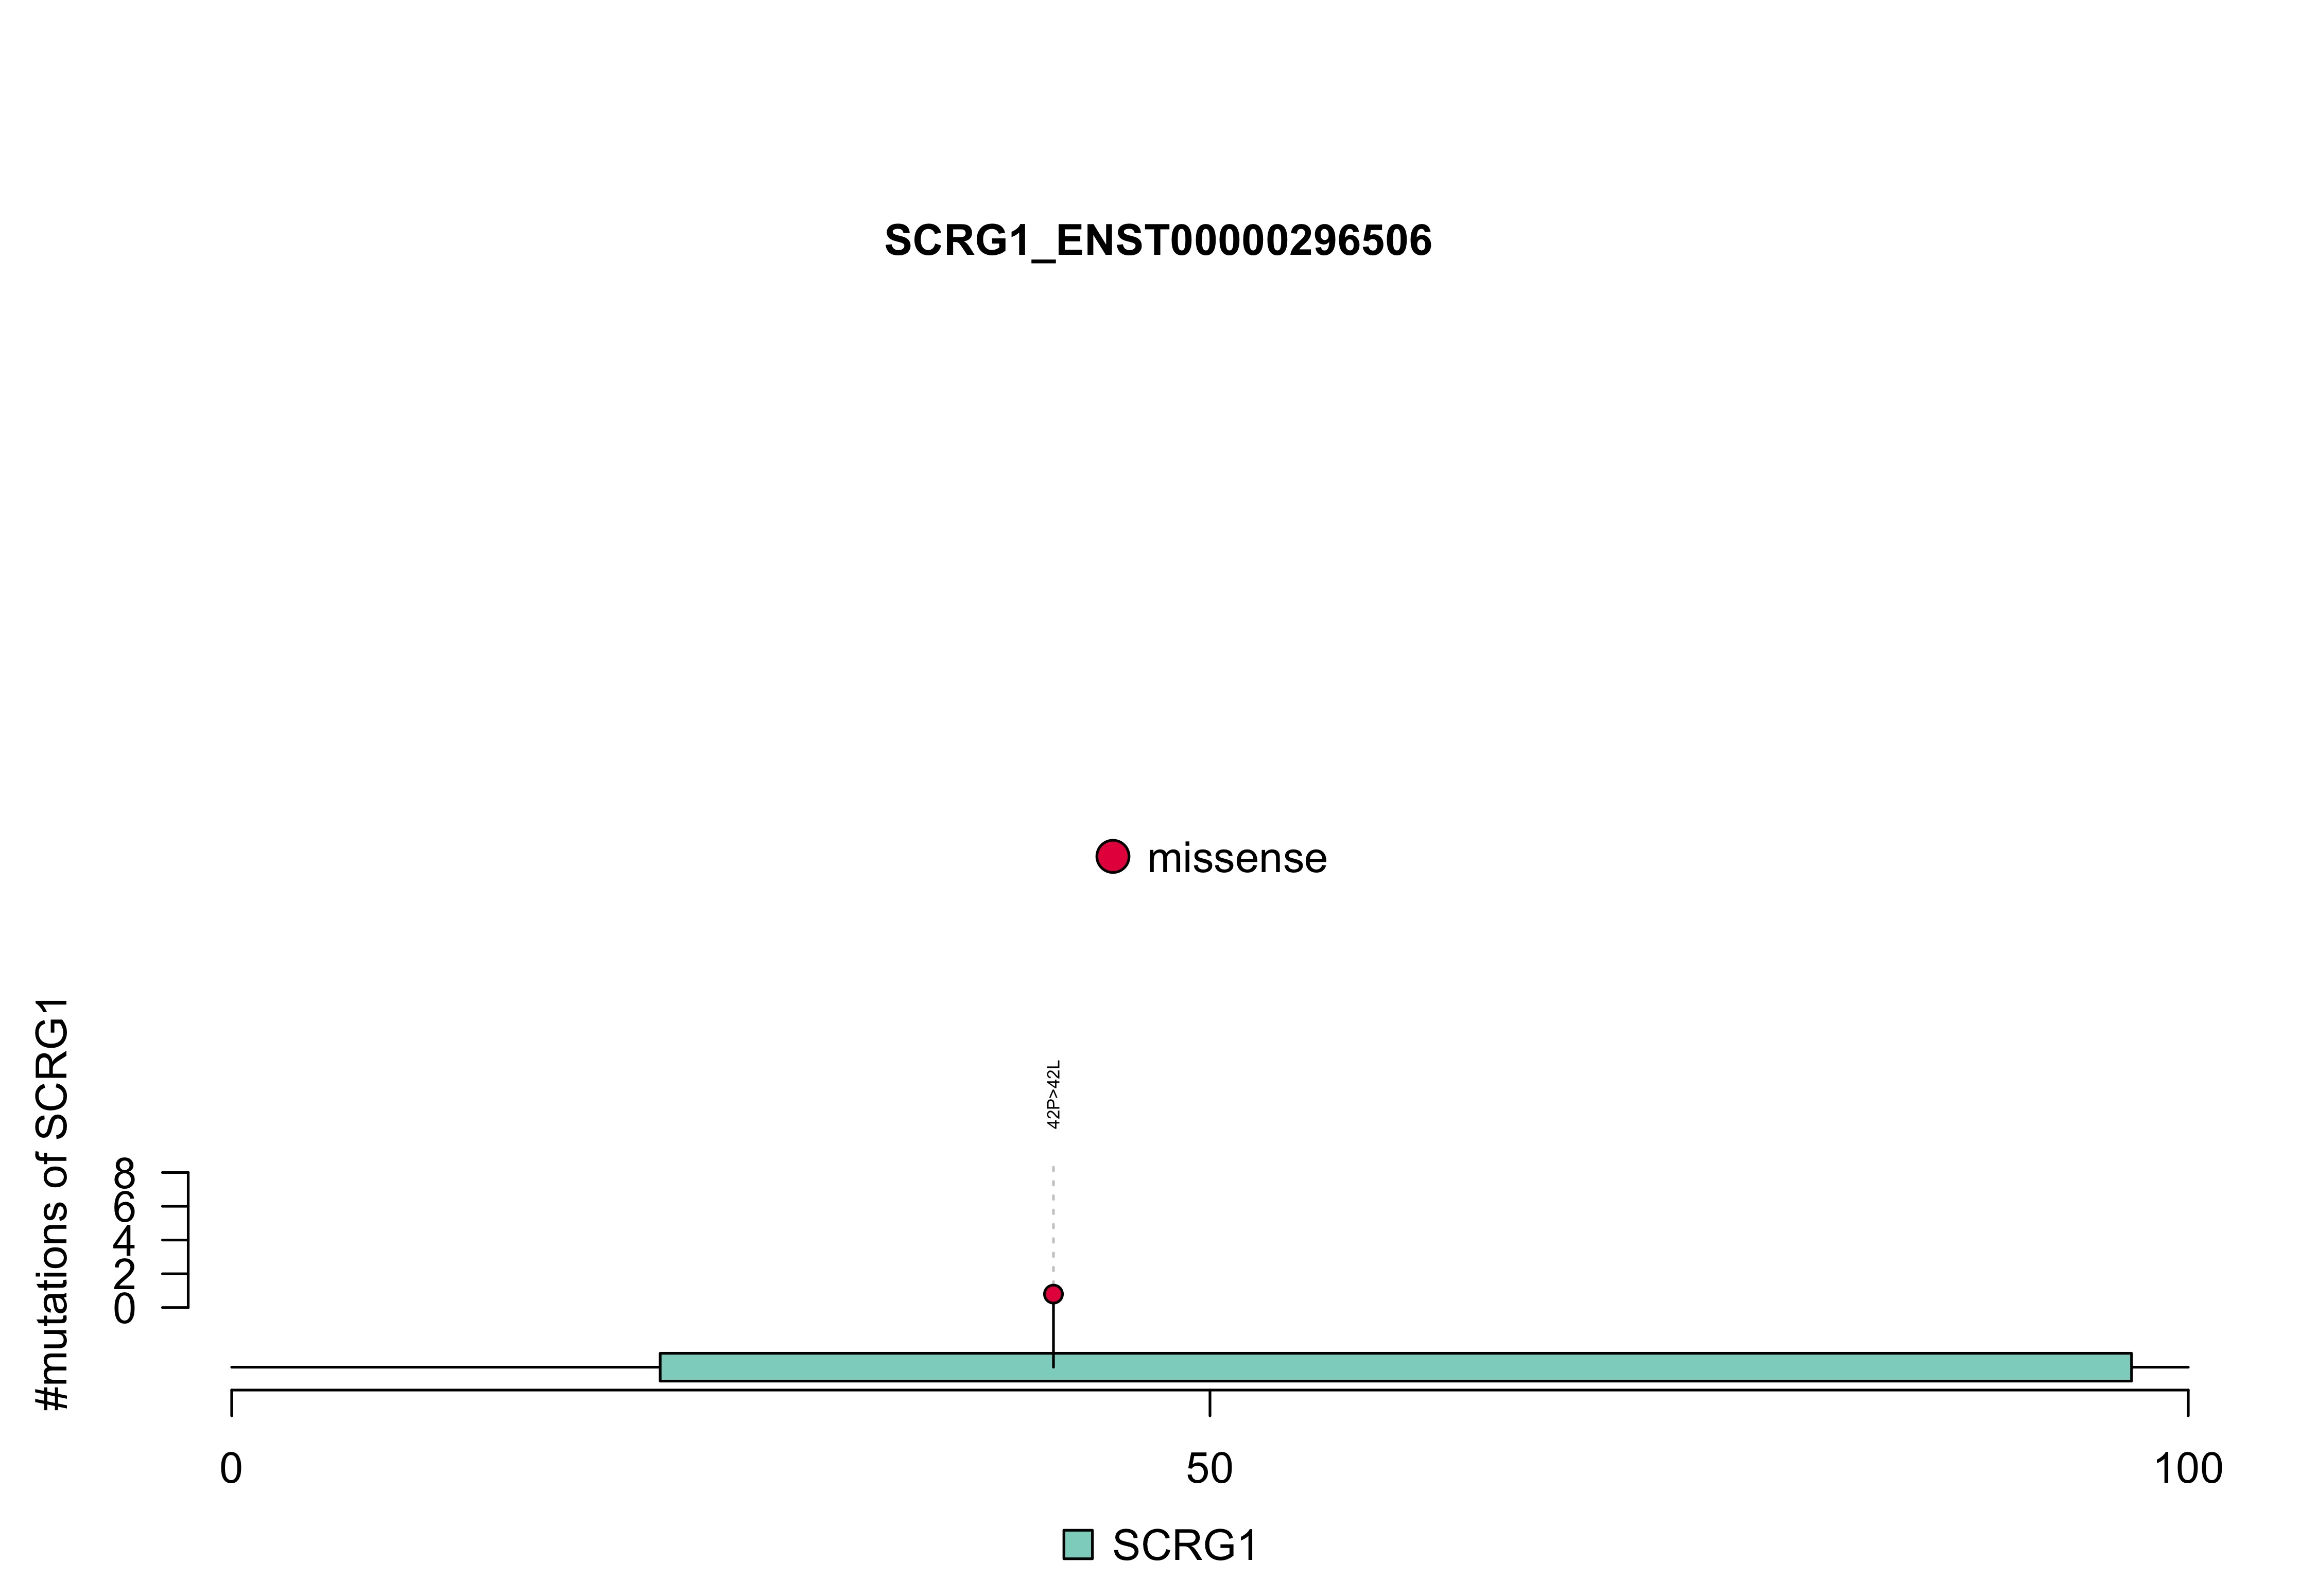 SCRG1_ENST00000296506
missense
#mutations of SCRG1
42P>42L
8
6
4
2
0
0 50 100
SCRG1